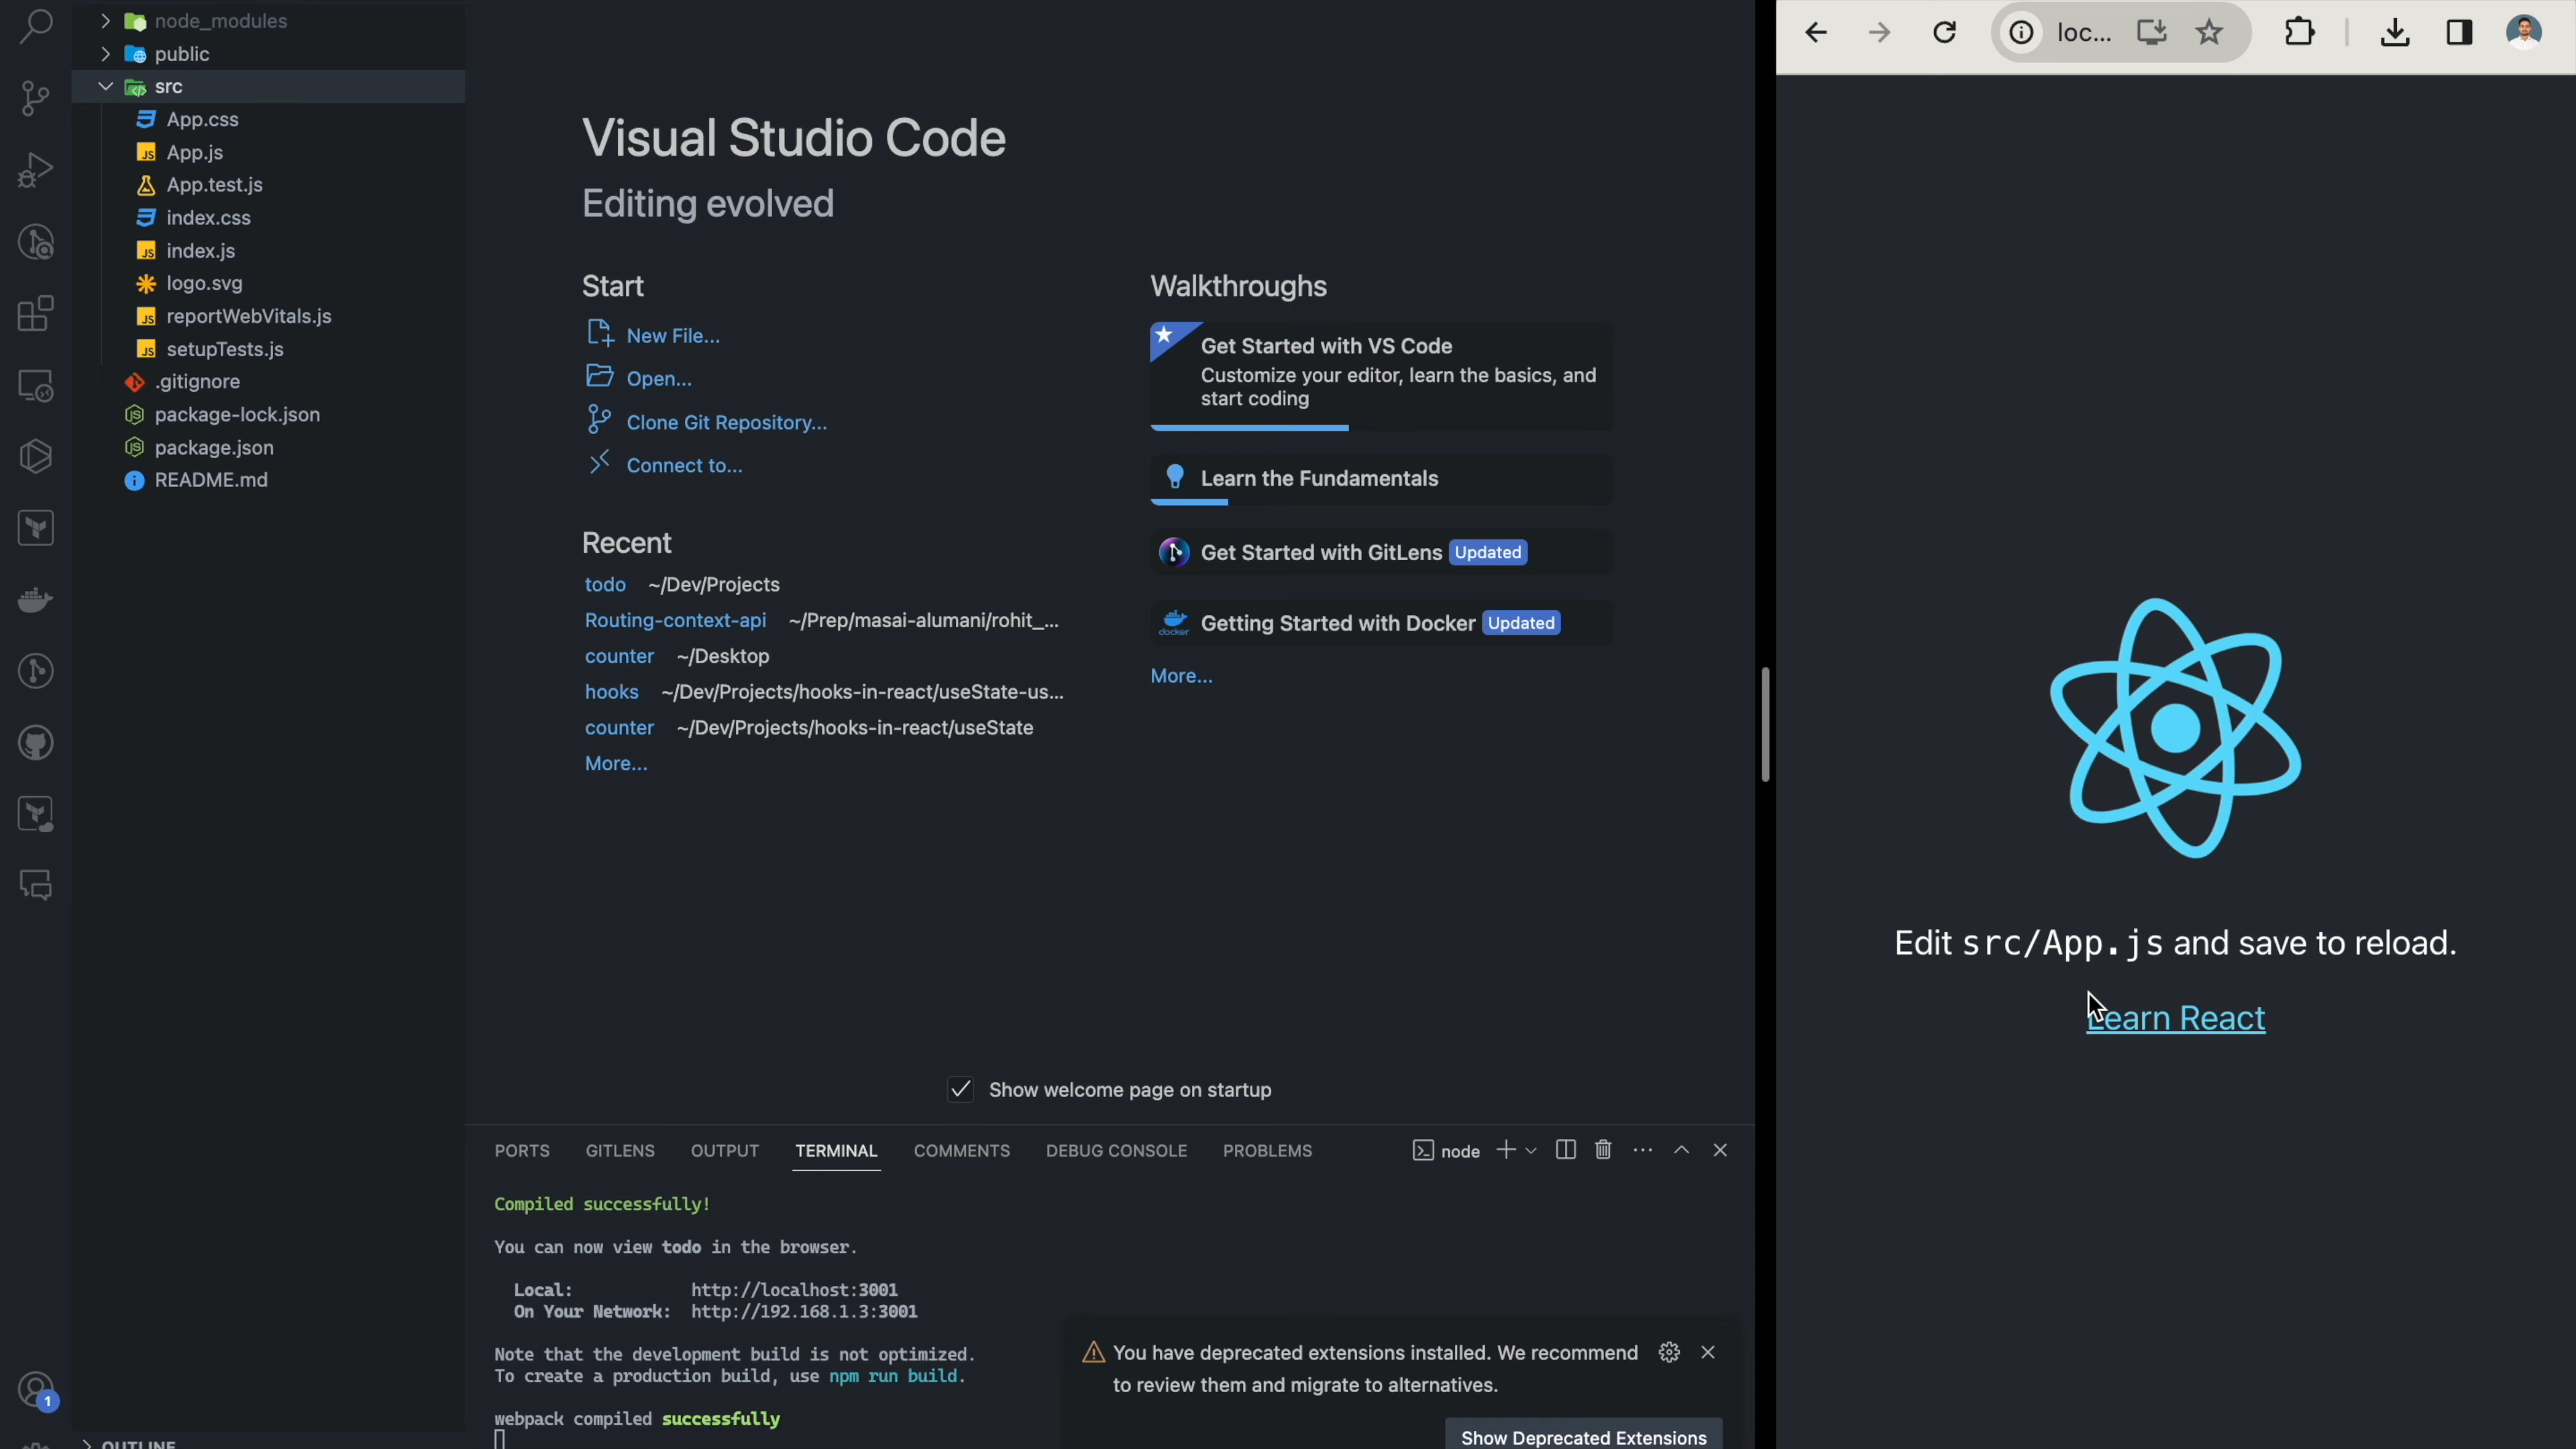 node_modules
public
src
App.css
App.js
App.test.js
index.css
index.js
logo.svg
reportWebVitals.js
setupTests.js
.gitignore
package-lock.json
package.json
README.md
1
OUTLINE
Visual Studio Code
Editing evolved
Start
New File...
Open...
Clone Git Repository...
Connect to...
Recent
todo ~/Dev/Projects
Routing-context-api ~/Prep/masai-alumani/rohit_...
counter ~/Desktop
hooks ~/Dev/Projects/hooks-in-react/useState-us...
counter ~/Dev/Projects/hooks-in-react/useState
More...
Walkthroughs
Get Started with VS Code
Customize your editor, learn the basics, and
start coding
Learn the Fundamentals
Get Started with GitLens Updated
docker
Getting Started with Docker Updated
More...
Show welcome page on startup
PORTS GITLENS OUTPUT TERMINAL COMMENTS DEBUG CONSOLE PROBLEMS node
Compiled successfully!
You can now view todo in the browser.
Local: http://localhost:3001
On Your Network: http://192.168.1.3:3001
Note that the development build is not optimized.
To create a production build, use npm run build.
webpack compiled successfully
You have deprecated extensions installed. We recommend
to review them and migrate to alternatives.
Show Deprecated Extensions
loc...
Edit src/App.js and save to reload.
Learn React